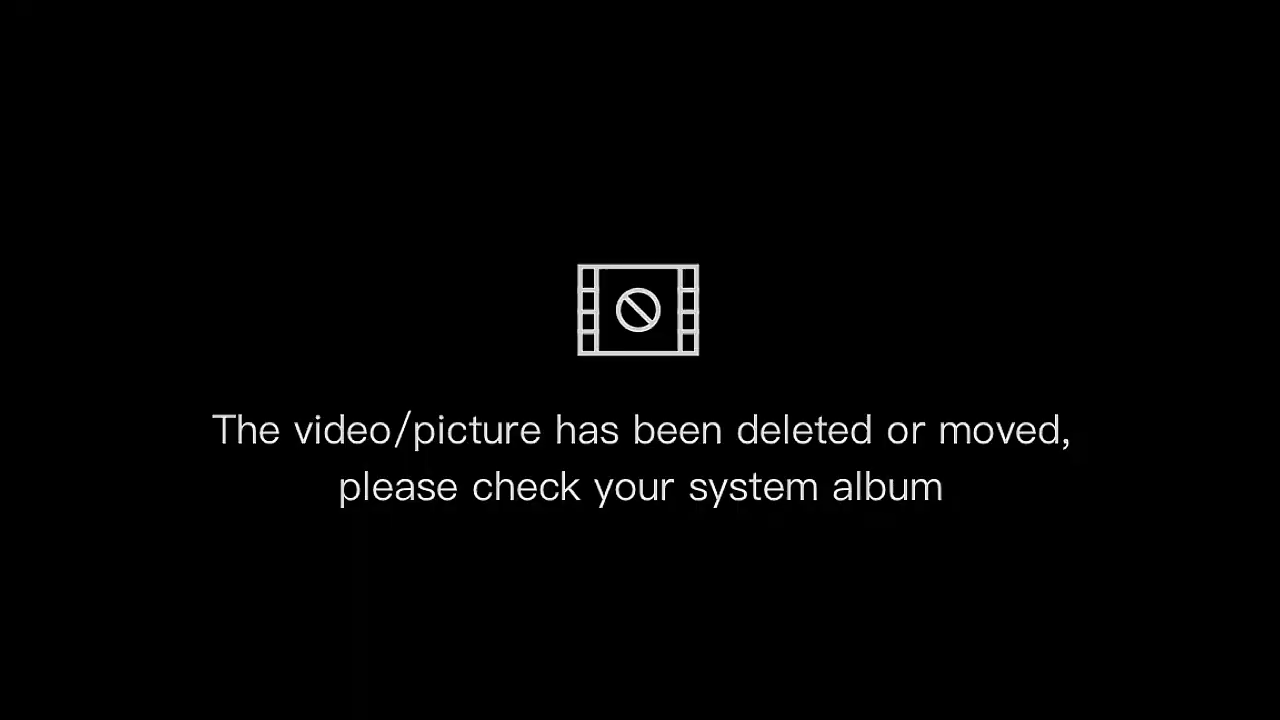 The video/picture has been deleted or moved,
please check your system album